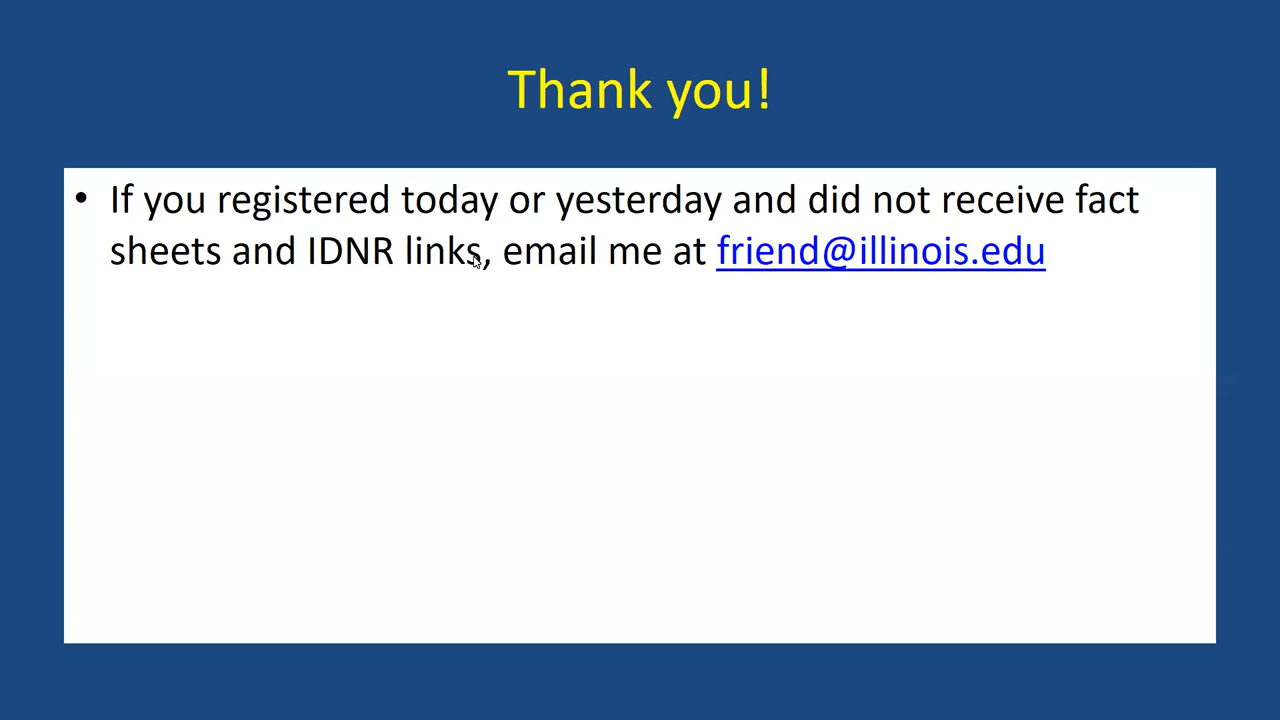 Thank you!
• If you registered today or yesterday and did not receive fact
sheets and IDNR links, email me at friend@illinois.edu